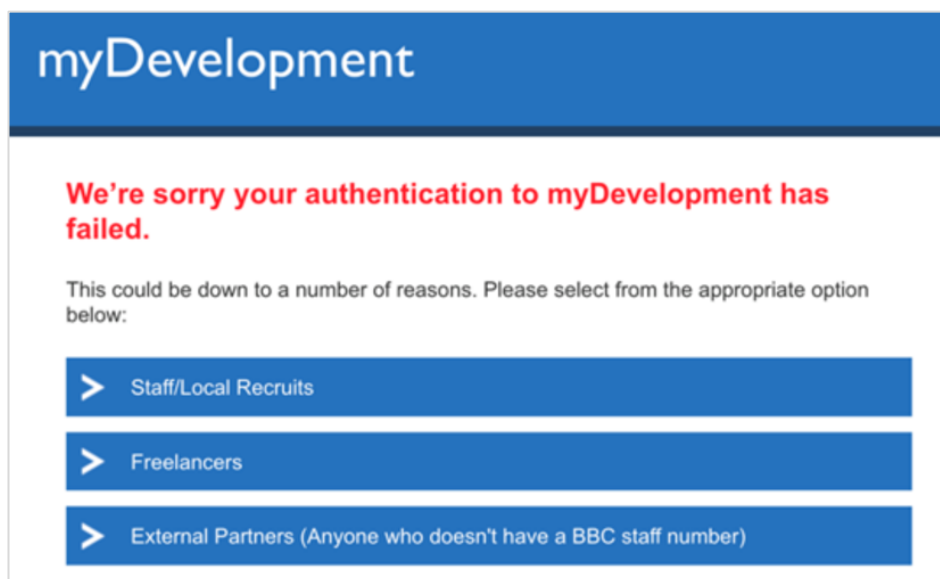 myDevelopment
We’re sorry your authentication to myDevelopment has
failed.
This could be down to a number of reasons. Please select from the appropriate option
below:
Staff/Local Recruits
Freelancers
External Partners (Anyone who doesn't have a BBC staff number)